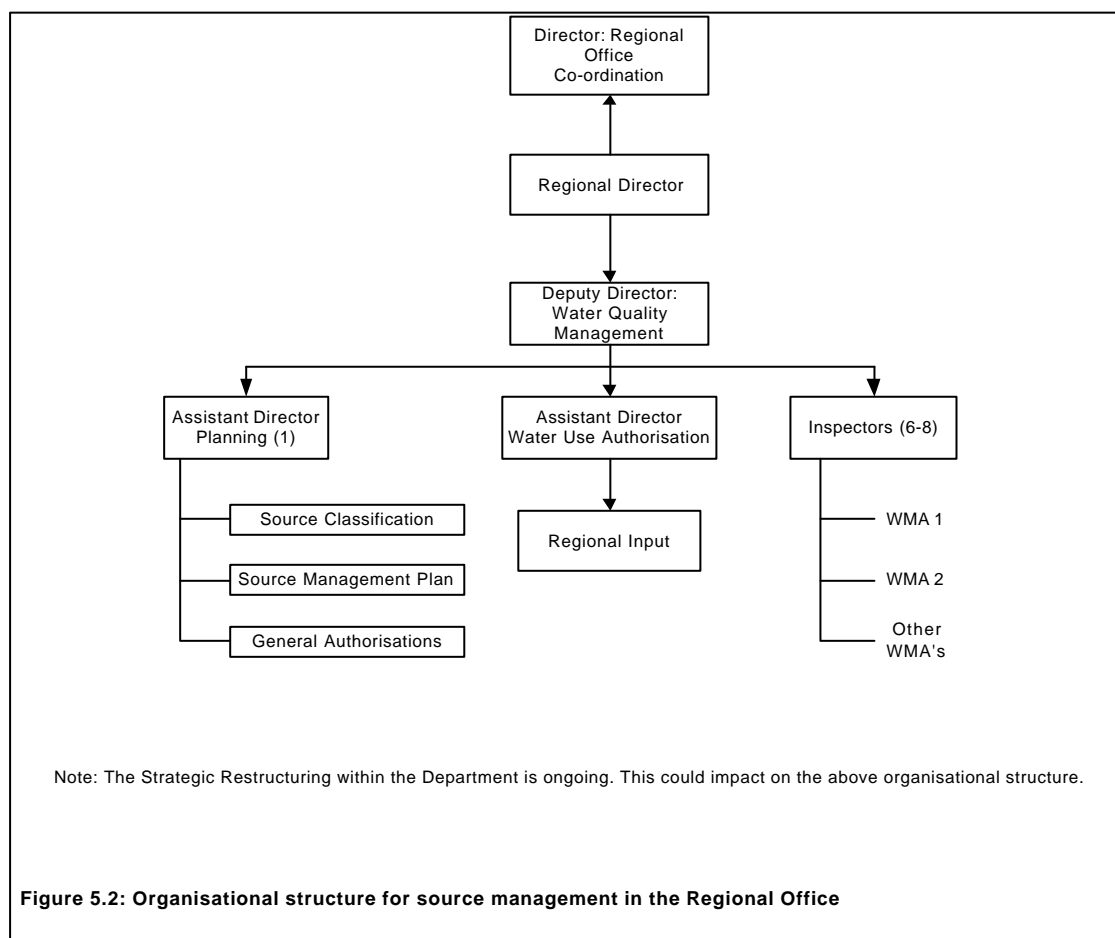 Director: Regional
Office
Co-ordination
Regional Director
Deputy Director:
Water Quality
Management
Assistant Director
Planning (1)
Assistant Director
Water Use Authorisation
Inspectors (6-8)
Source Classification
Source Management Plan
General Authorisations
Regional Input
WMA 1
WMA 2
Other
WMA's
Note: The Strategic Restructuring within the Department is ongoing. This could impact on the above organisational structure.
Figure 5.2: Organisational structure for source management in the Regional Office